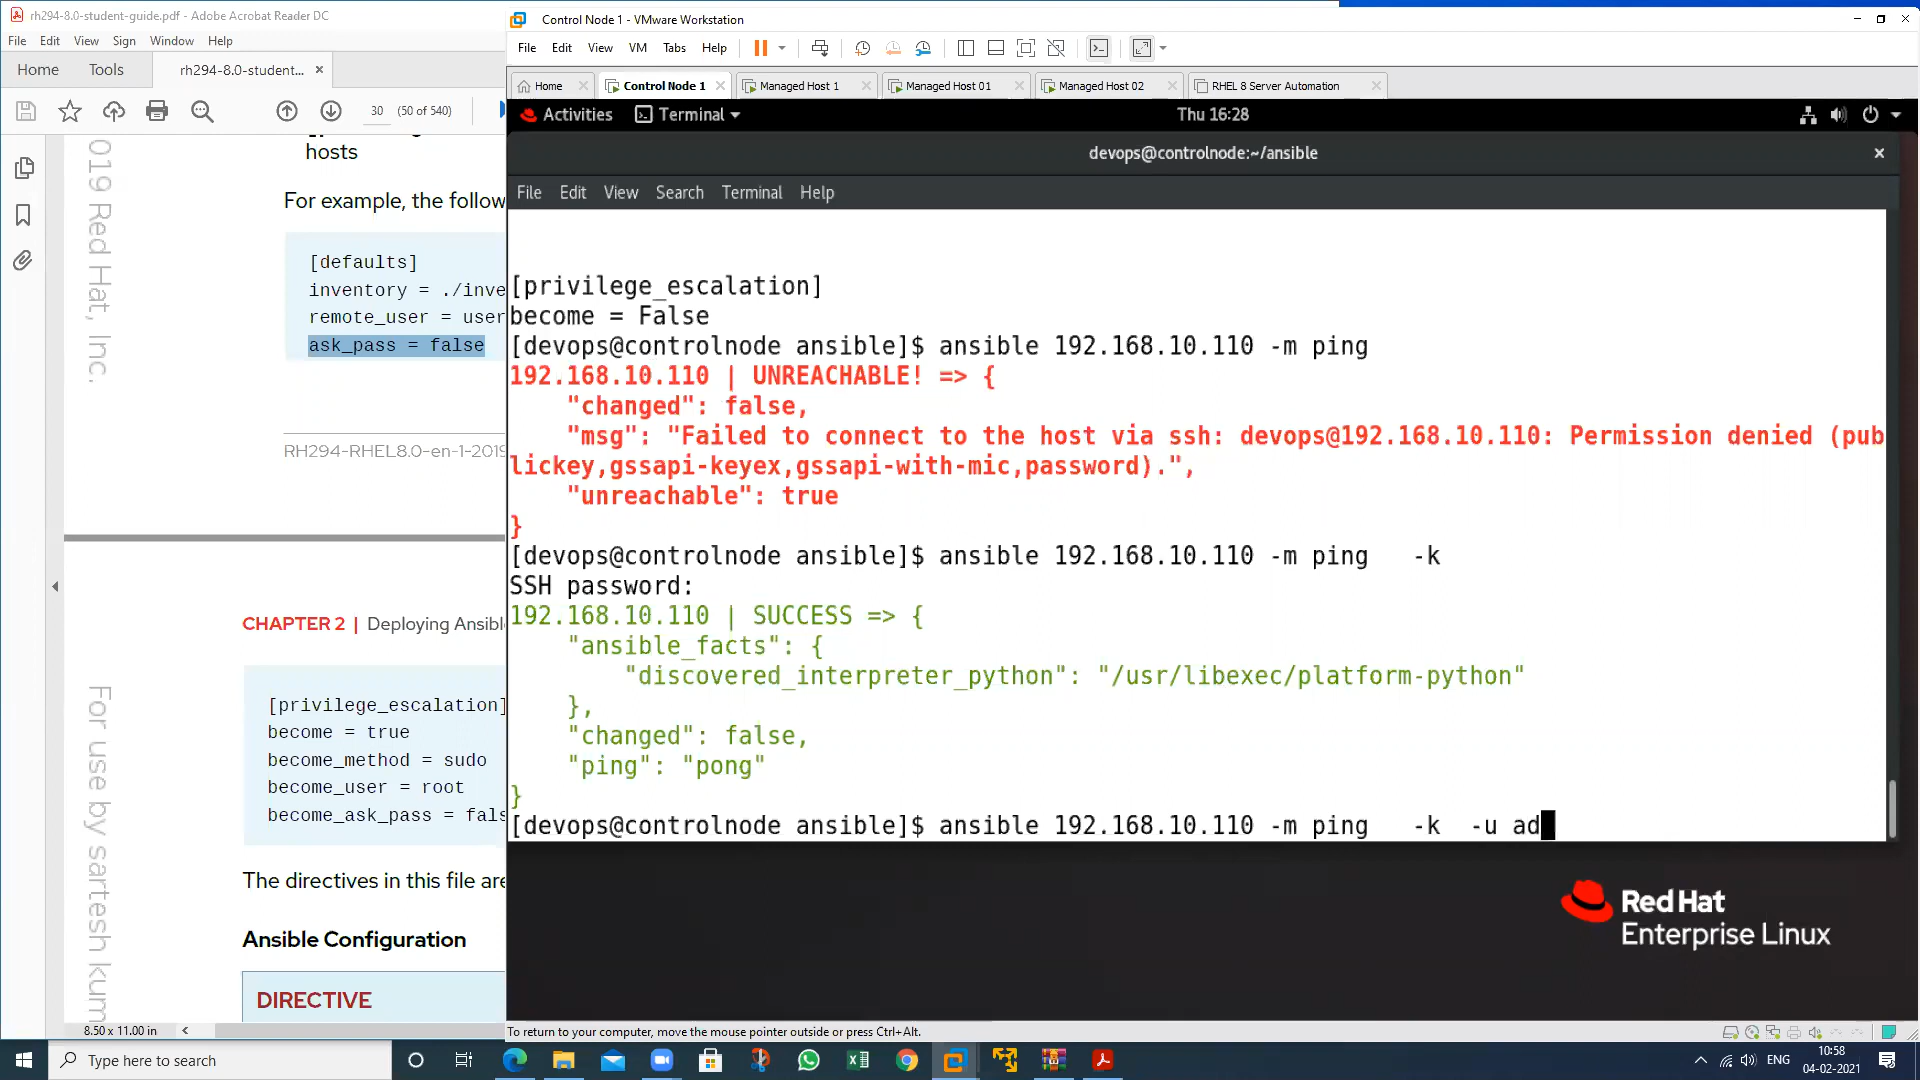 rh294-8.0-student-guide.pdf - Adobe Acrobat Reader DC
File Edit View Sign Window Help
Home Tools rh294-8.0-student... ×
30 (50 of 540)
hosts
For example, the follow
[defaults]
inventory = ./inve
remote_user = user
ask_pass = false
RH294-RHEL8.0-en-1-2019
019 Red Hat, Inc.
CHAPTER 2 | Deploying Ansibl
[privilege_escalation]
become = true
become_method = sudo
become_user = root
become_ask_pass = fals
The directives in this file are
Ansible Configuration
DIRECTIVE
For use by sartesh kum
8.50 x 11.00 in
Control Node 1 - VMware Workstation
File Edit View VM Tabs Help
Home Control Node 1 Managed Host 1 Managed Host 01 Managed Host 02 RHEL 8 Server Automation
Activities Terminal Thu 16:28
devops@controlnode:~/ansible
File Edit View Search Terminal Help
[privilege_escalation]
become = False
[devops@controlnode ansible]$ ansible 192.168.10.110 -m ping
192.168.10.110 | UNREACHABLE! => {
"changed": false,
"msg": "Failed to connect to the host via ssh: devops@192.168.10.110: Permission denied (pub
lickey,gssapi-keyex,gssapi-with-mic,password).",
"unreachable": true
}
[devops@controlnode ansible]$ ansible 192.168.10.110 -m ping   -k
SSH password:
192.168.10.110 | SUCCESS => {
"ansible_facts": {
"discovered_interpreter_python": "/usr/libexec/platform-python"
},
"changed": false,
"ping": "pong"
}
[devops@controlnode ansible]$ ansible 192.168.10.110 -m ping   -k  -u ad
Red Hat
Enterprise Linux
To return to your computer, move the mouse pointer outside or press Ctrl+Alt.
Type here to search
ENG
10:58
04-02-2021